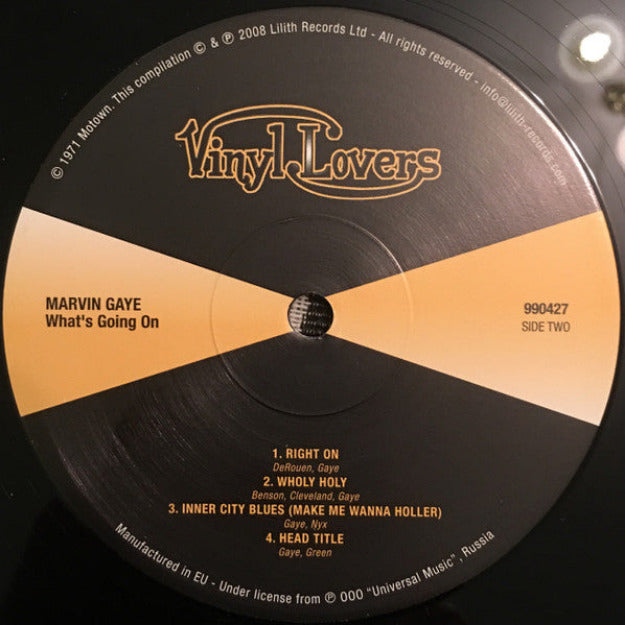 © 1971 Motown. This compilation © & ℗ 2008 Lilith Records Ltd - All rights reserved - info@lilith-records.com
Vinyl Lovers
MARVIN GAYE
What's Going On
990427
SIDE TWO
1. RIGHT ON
DeRouen, Gaye
2. WHOLY HOLY
Benson, Cleveland, Gaye
3. INNER CITY BLUES (MAKE ME WANNA HOLLER)
Gaye, Nyx
4. HEAD TITLE
Gaye, Green
Manufactured in EU - Under license from ℗ OOO "Universal Music", Russia